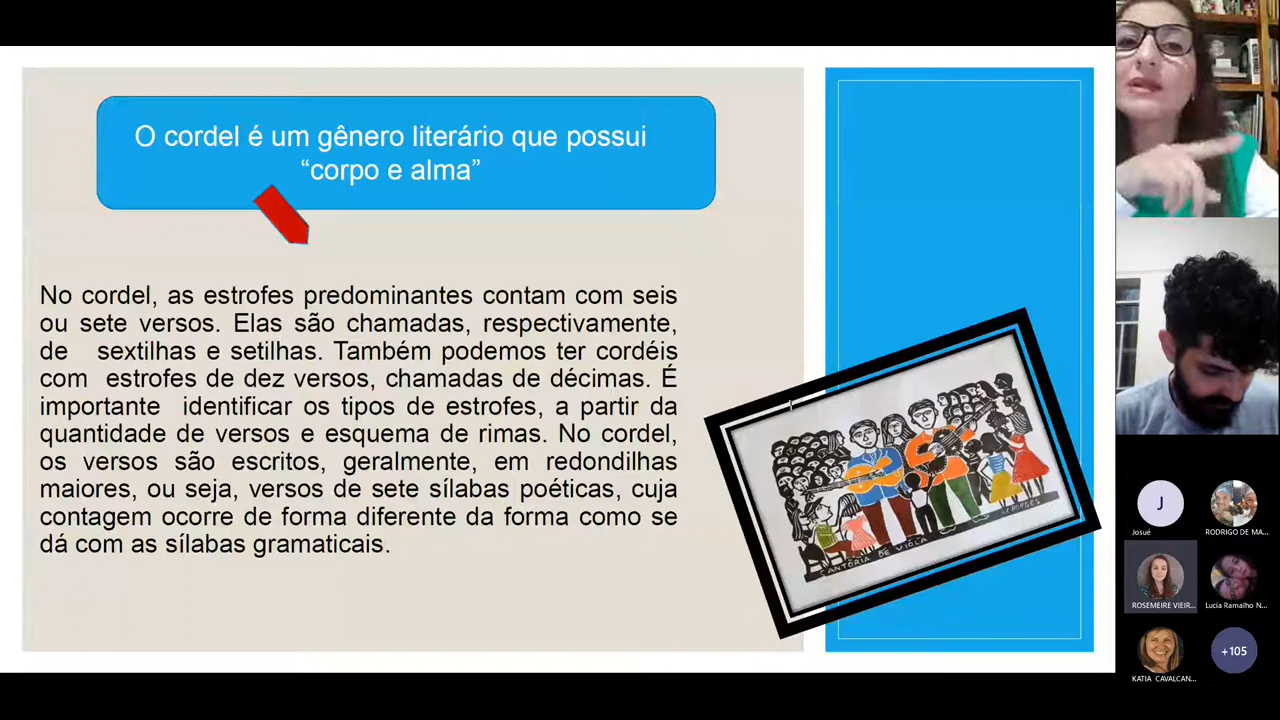 O cordel é um gênero literário que possui
“corpo e alma”
No cordel, as estrofes predominantes contam com seis
ou sete versos. Elas são chamadas, respectivamente,
de sextilhas e setilhas. Também podemos ter cordéis
com estrofes de dez versos, chamadas de décimas. É
importante identificar os tipos de estrofes, a partir da
quantidade de versos e esquema de rimas. No cordel,
os versos são escritos, geralmente, em redondilhas
maiores, ou seja, versos de sete sílabas poéticas, cuja
contagem ocorre de forma diferente da forma como se
dá com as sílabas gramaticais.
CANTORIA DE VIOLA
J. BORGES
J
Josué
RODRIGO DE MA...
ROSEMEIRE VIEIR...
Lucia Ramalho N...
KATIA CAVALCAN...
+105